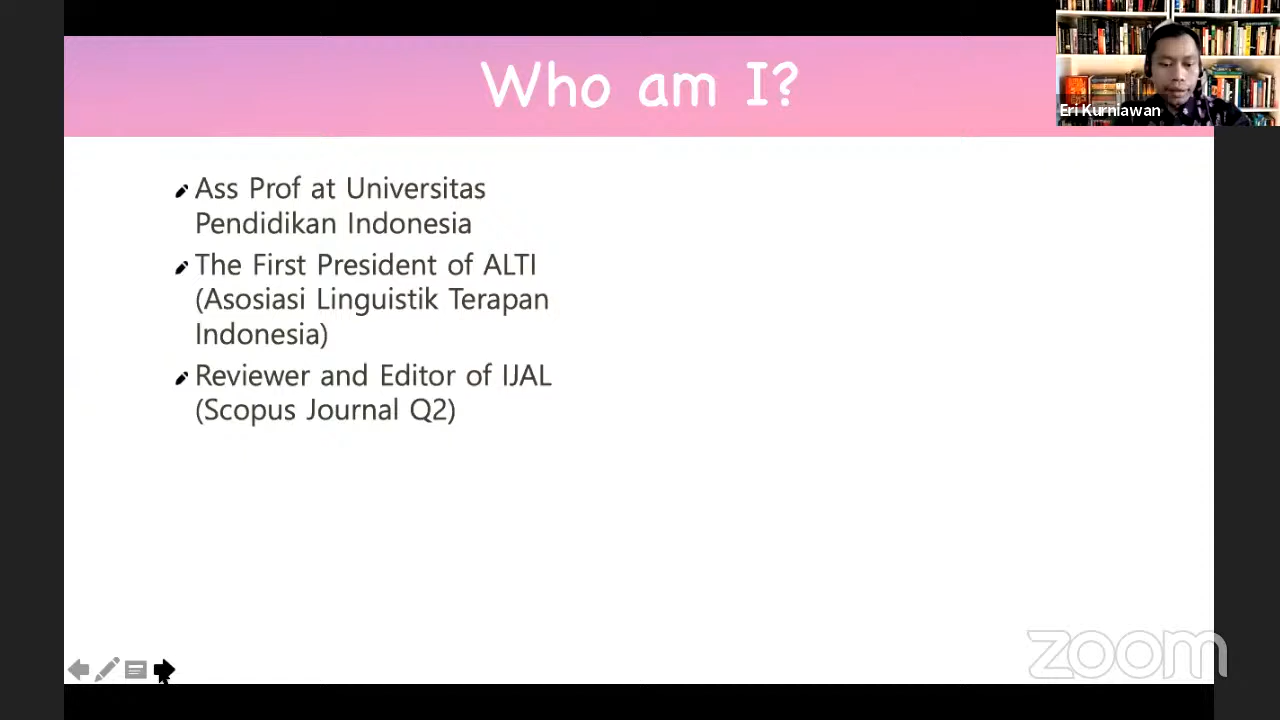 Who am I?
Eri Kurniawan
Ass Prof at Universitas
Pendidikan Indonesia
The First President of ALTI
(Asosiasi Linguistik Terapan
Indonesia)
Reviewer and Editor of IJAL
(Scopus Journal Q2)
zoom